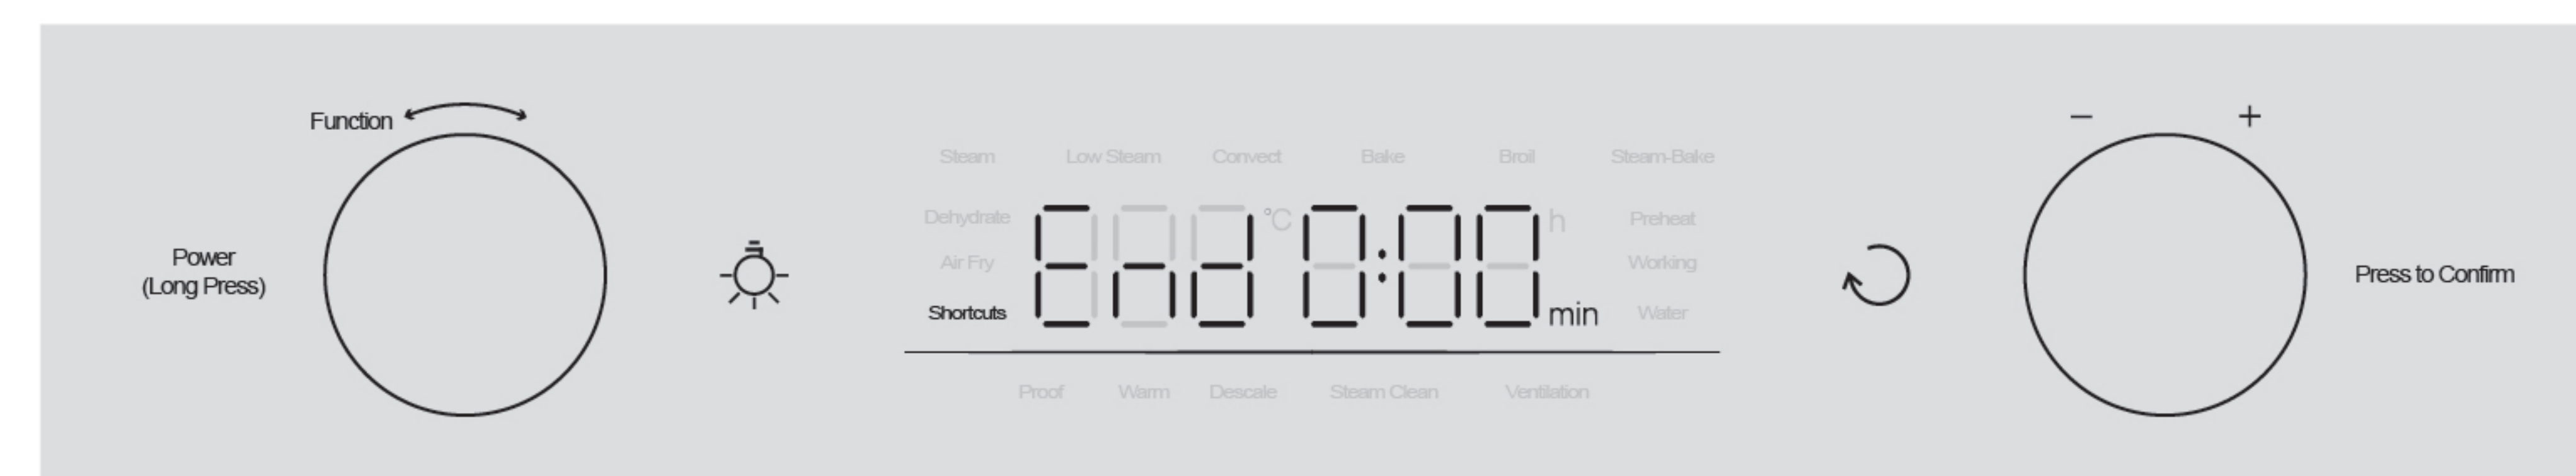 Function
Power
(Long Press)
Steam Low Steam Convect Bake Broil Steam-Bake
Dehydrate
Air Fry
Shortcuts
End 0:00
°C
h
min
Preheat
Working
Water
Proof Warm Descale Steam Clean Ventilation
− +
Press to Confirm